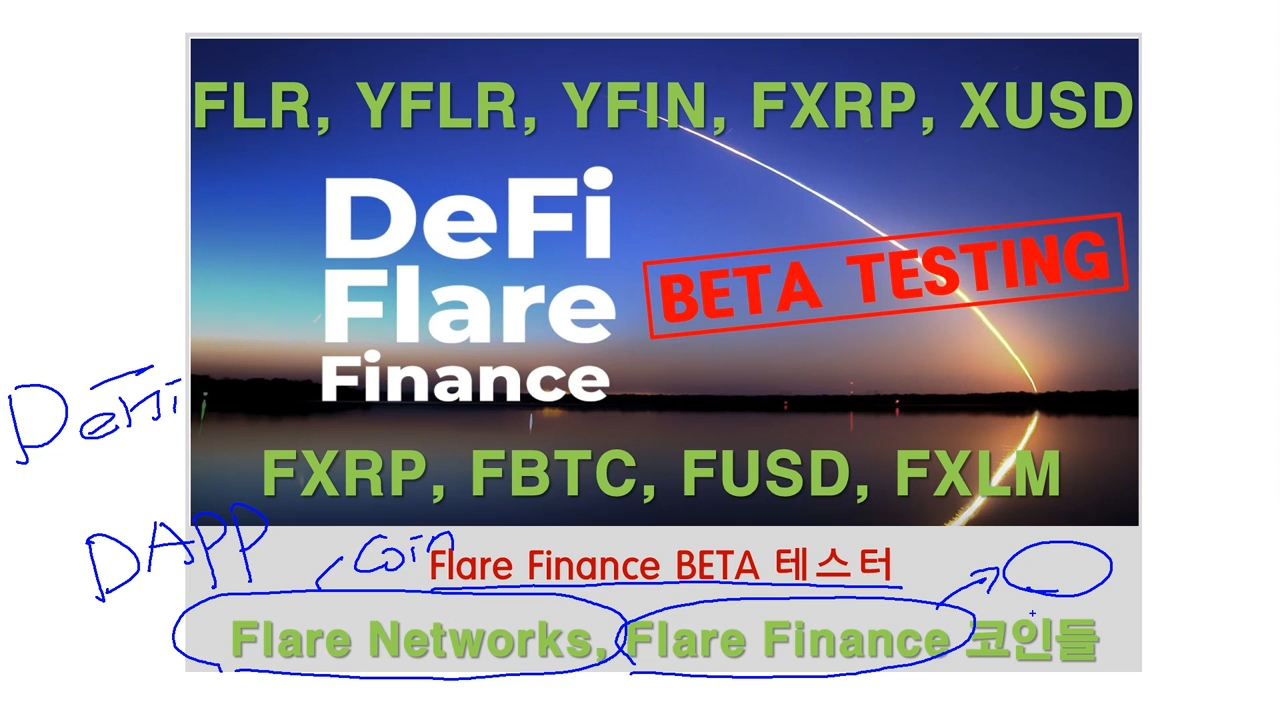 FLR, YFLR, YFIN, FXRP, XUSD
DeFi
Flare
Finance
BETA TESTING
DeFi
FXRP, FBTC, FUSD, FXLM
DAPP
Coin
Flare Finance BETA 테스터
Flare Networks, Flare Finance 코인들